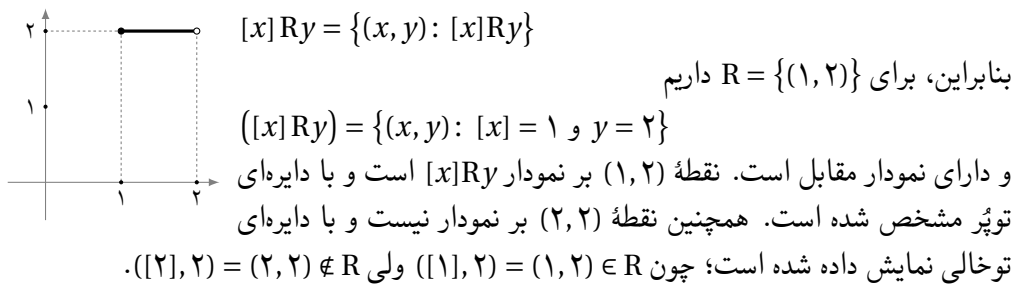 [x] R y = {(x, y): [x]Ry}
بنابراین، برای R = {(۱, ۲)} داریم
([x] R y) = {(x, y): [x] = ۱ و y = ۲}
و دارای نمودار مقابل است. نقطهٔ (۱, ۲) بر نمودار [x]Ry است و با دایره‌ای
توپُر مشخص شده است. همچنین نقطهٔ (۲, ۲) بر نمودار نیست و با دایره‌ای
توخالی نمایش داده شده است؛ چون ([۱], ۲) = (۱, ۲) ∈ R ولی ([۲], ۲) = (۲, ۲) ∉ R.
۲
۱
۱ ۲